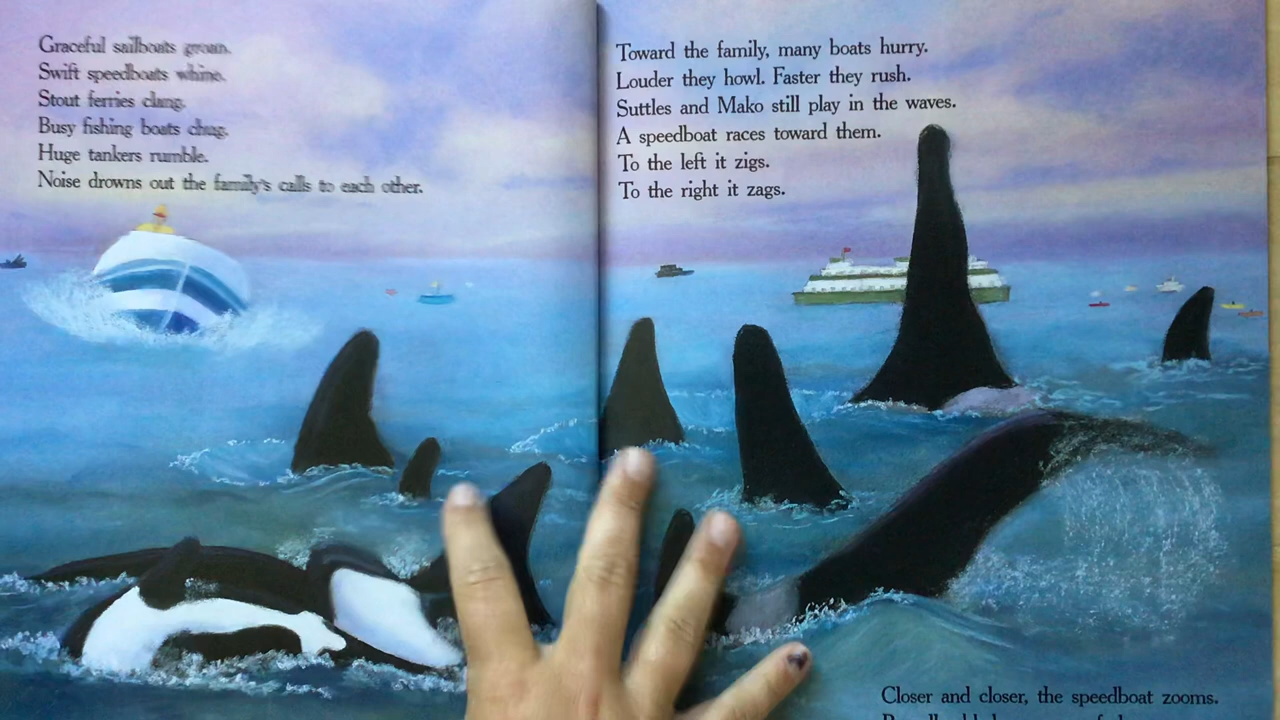 Graceful sailboats groan.
Swift speedboats whine.
Stout ferries clang.
Busy fishing boats chug.
Huge tankers rumble.
Noise drowns out the family's calls to each other.
Toward the family, many boats hurry.
Louder they howl. Faster they rush.
Suttles and Mako still play in the waves.
A speedboat races toward them.
To the left it zigs.
To the right it zags.
Closer and closer, the speedboat zooms.